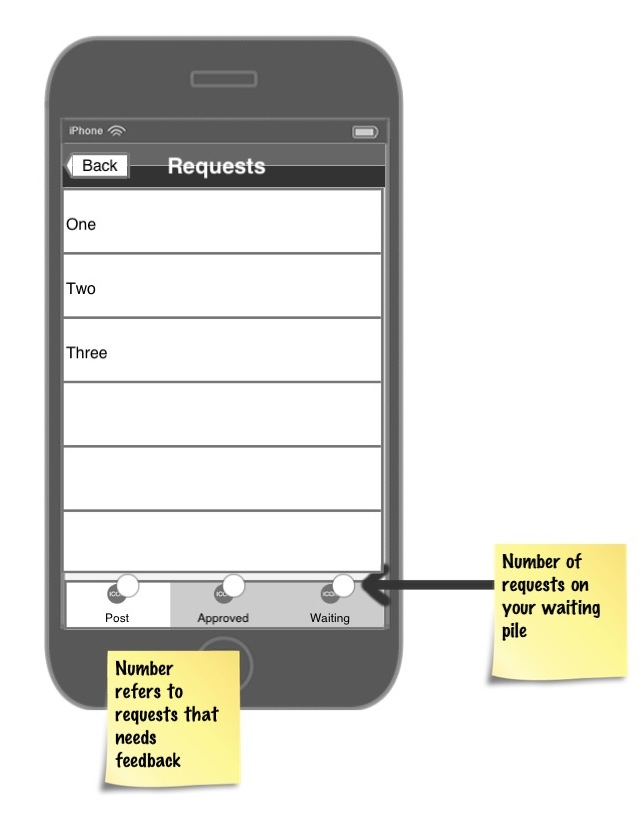 iPhone
Back
Requests
One
Two
Three
Post
Approved
Waiting
Number of
requests on
your waiting
pile
Number
refers to
requests that
needs
feedback